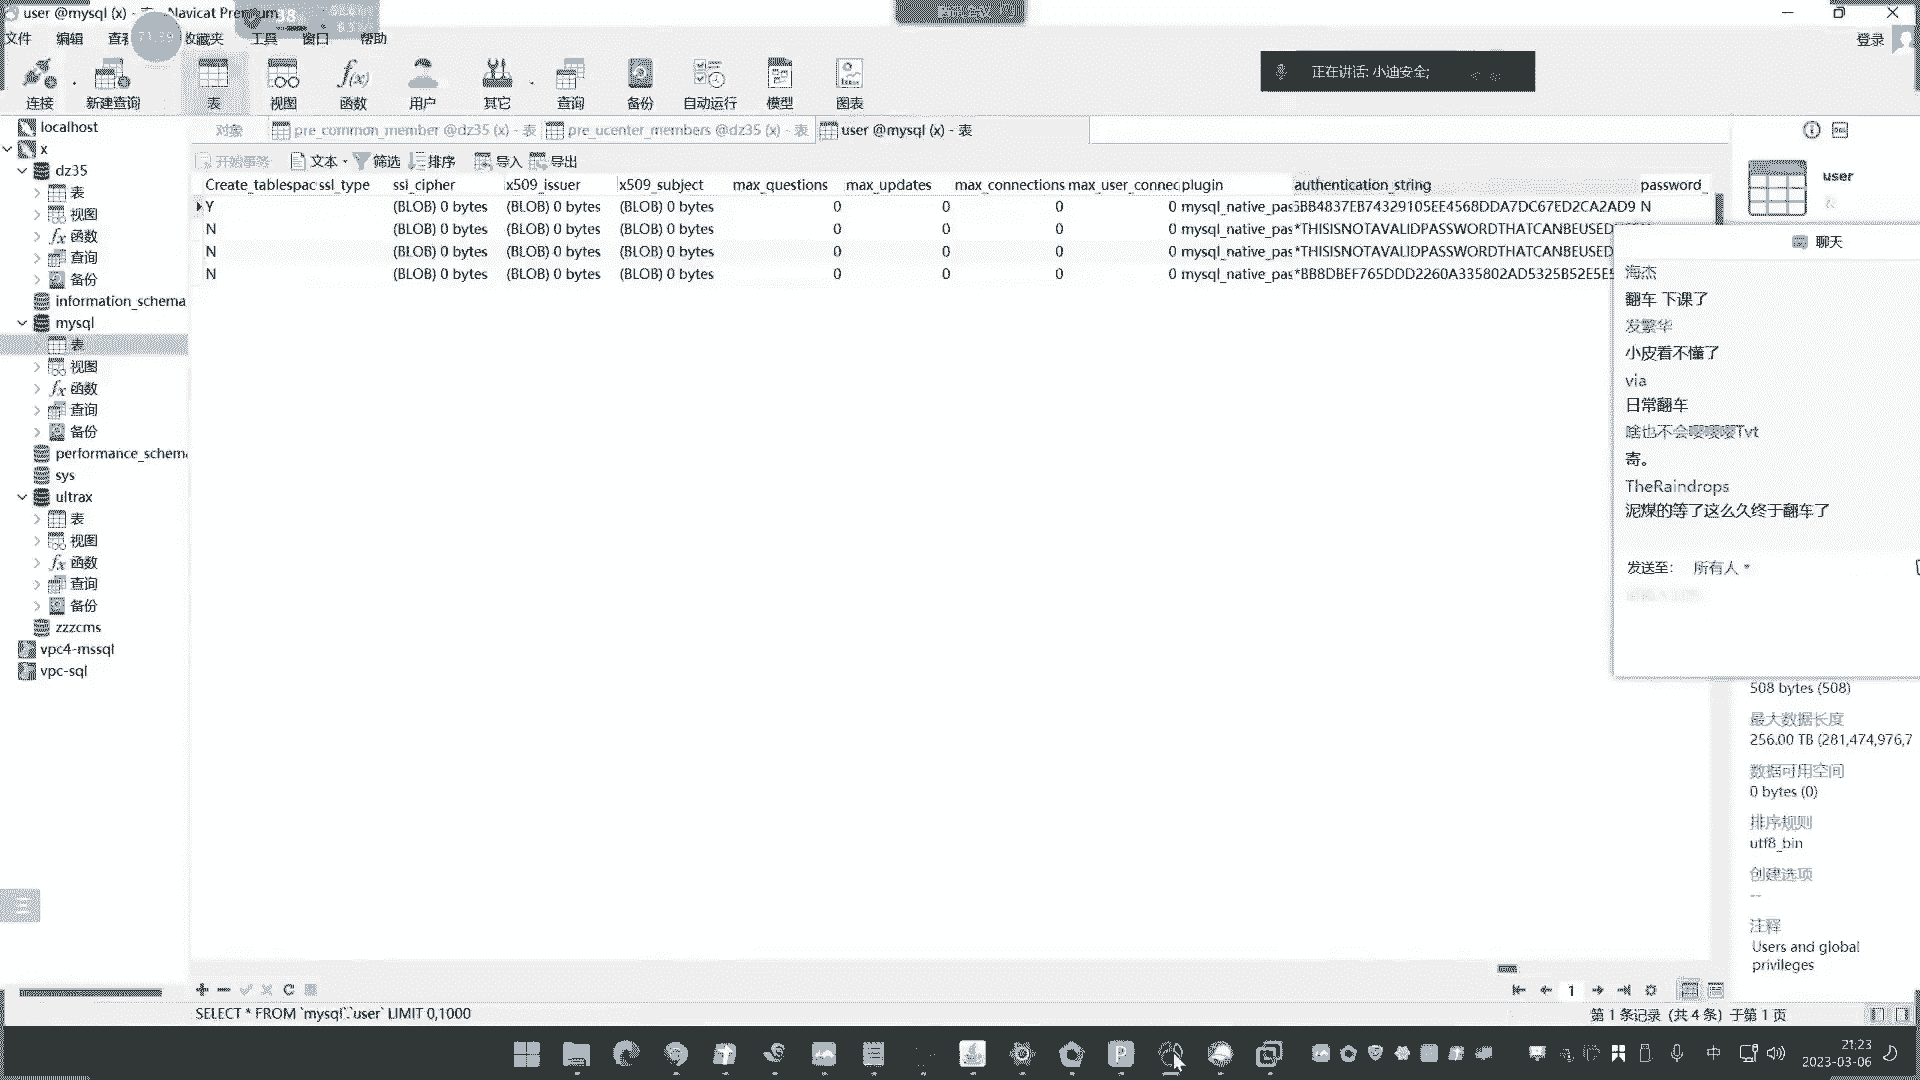 user @mysql (x) - 表 - Navicat Premium
文件 编辑 查看 收藏夹 工具 窗口 帮助
71.39
登录
正在讲话: 小迪安全;
连接 新建查询 表 视图 函数 用户 其它 查询 备份 自动运行 模型 图表
localhost
x
dz35
表
视图
函数
查询
备份
information_schema
mysql
表
视图
函数
查询
备份
performance_schem
sys
ultrax
表
视图
函数
查询
备份
zzzcms
vpc4-mssql
vpc-sql
对象 pre_common_member @dz35 (x) - 表 pre_ucenter_members @dz35 (x) - 表 user @mysql (x) - 表
开始事务 文本 筛选 排序 导入 导出
Create_tablespac ssl_type ssl_cipher x509_issuer x509_subject max_questions max_updates max_connections max_user_connec plugin authentication_string password_
Y (BLOB) 0 bytes (BLOB) 0 bytes (BLOB) 0 bytes 0 0 0 0 mysql_native_pas 5BB4837EB74329105EE4568DDA7DC67ED2CA2AD9 N
N (BLOB) 0 bytes (BLOB) 0 bytes (BLOB) 0 bytes 0 0 0 0 mysql_native_pas *THISISNOTAVALIDPASSWORDTHATCANBEUSED
N (BLOB) 0 bytes (BLOB) 0 bytes (BLOB) 0 bytes 0 0 0 0 mysql_native_pas *THISISNOTAVALIDPASSWORDTHATCANBEUSED
N (BLOB) 0 bytes (BLOB) 0 bytes (BLOB) 0 bytes 0 0 0 0 mysql_native_pas *BB8DBEF765DDD2260A335802AD5325B52E5E5
user
聊天
海杰
翻车 下课了
发繁华
小皮看不懂了
via
日常翻车
啥也不会嘤嘤嘤Tvt
寄。
TheRaindrops
泥煤的等了这么久终于翻车了
发送至: 所有人
508 bytes (508)
最大数据长度
256.00 TB (281,474,976,7
数据可用空间
0 bytes (0)
排序规则
utf8_bin
创建选项
--
注释
Users and global
privileges
1
SELECT * FROM `mysql`.`user` LIMIT 0,1000
第 1 条记录 (共 4 条) 于第 1 页
中
21:23
2023-03-06